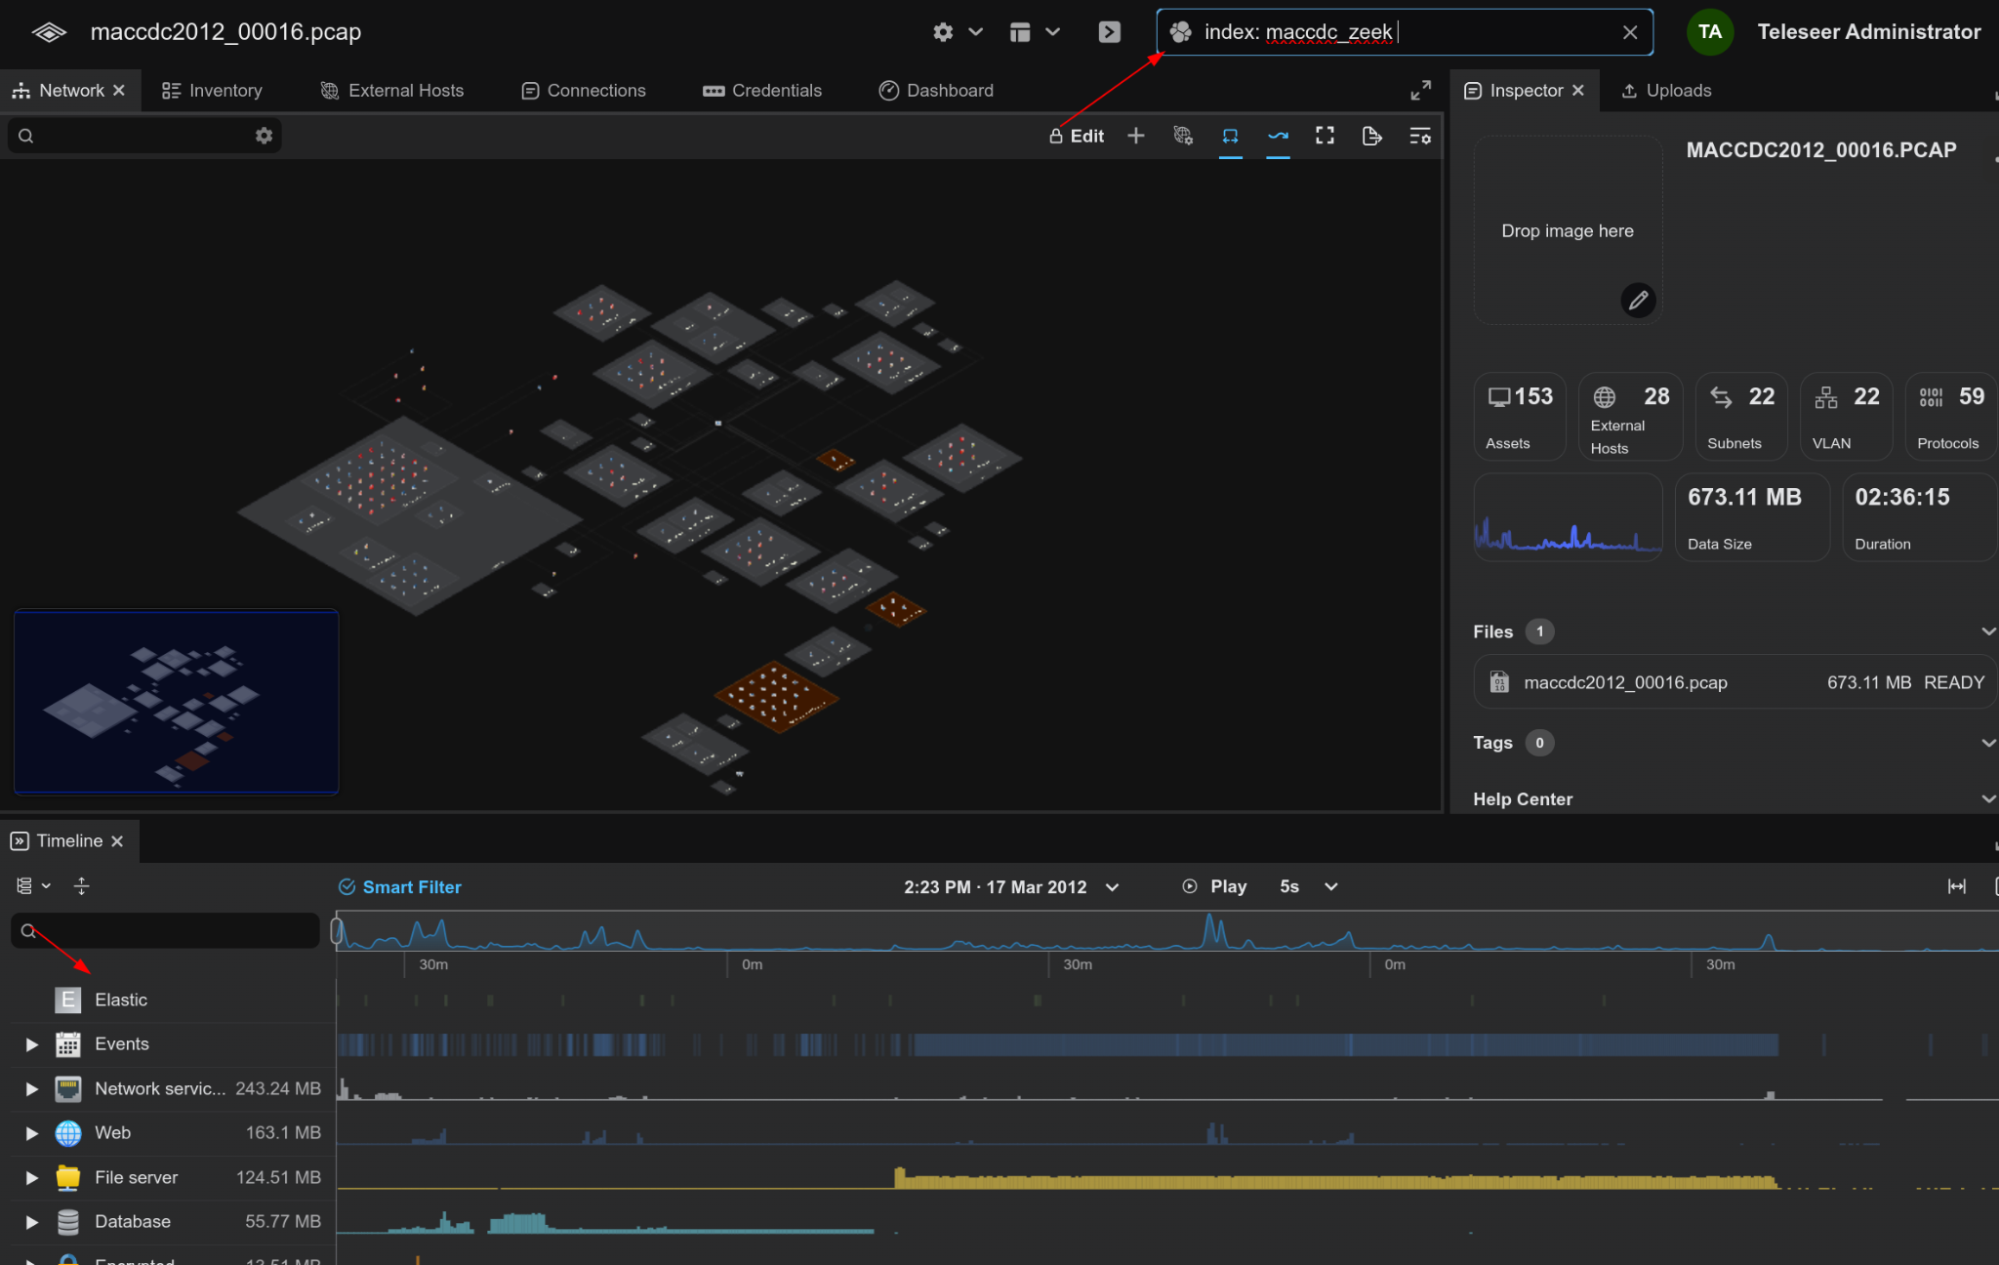 maccdc2012_00016.pcap
index: maccdc_zeek
TA
Teleseer Administrator
Network
Inventory
External Hosts
Connections
Credentials
Dashboard
Inspector
Uploads
Edit
MACCDC2012_00016.PCAP
Drop image here
153
Assets
28
External
Hosts
22
Subnets
22
VLAN
59
Protocols
673.11 MB
Data Size
02:36:15
Duration
Files 1
maccdc2012_00016.pcap 673.11 MB READY
Tags 0
Help Center
Timeline
Smart Filter
2:23 PM · 17 Mar 2012
Play
5s
30m
0m
30m
0m
30m
E Elastic
Events
Network servic... 243.24 MB
Web 163.1 MB
File server 124.51 MB
Database 55.77 MB
Encrypted 13.51 MB